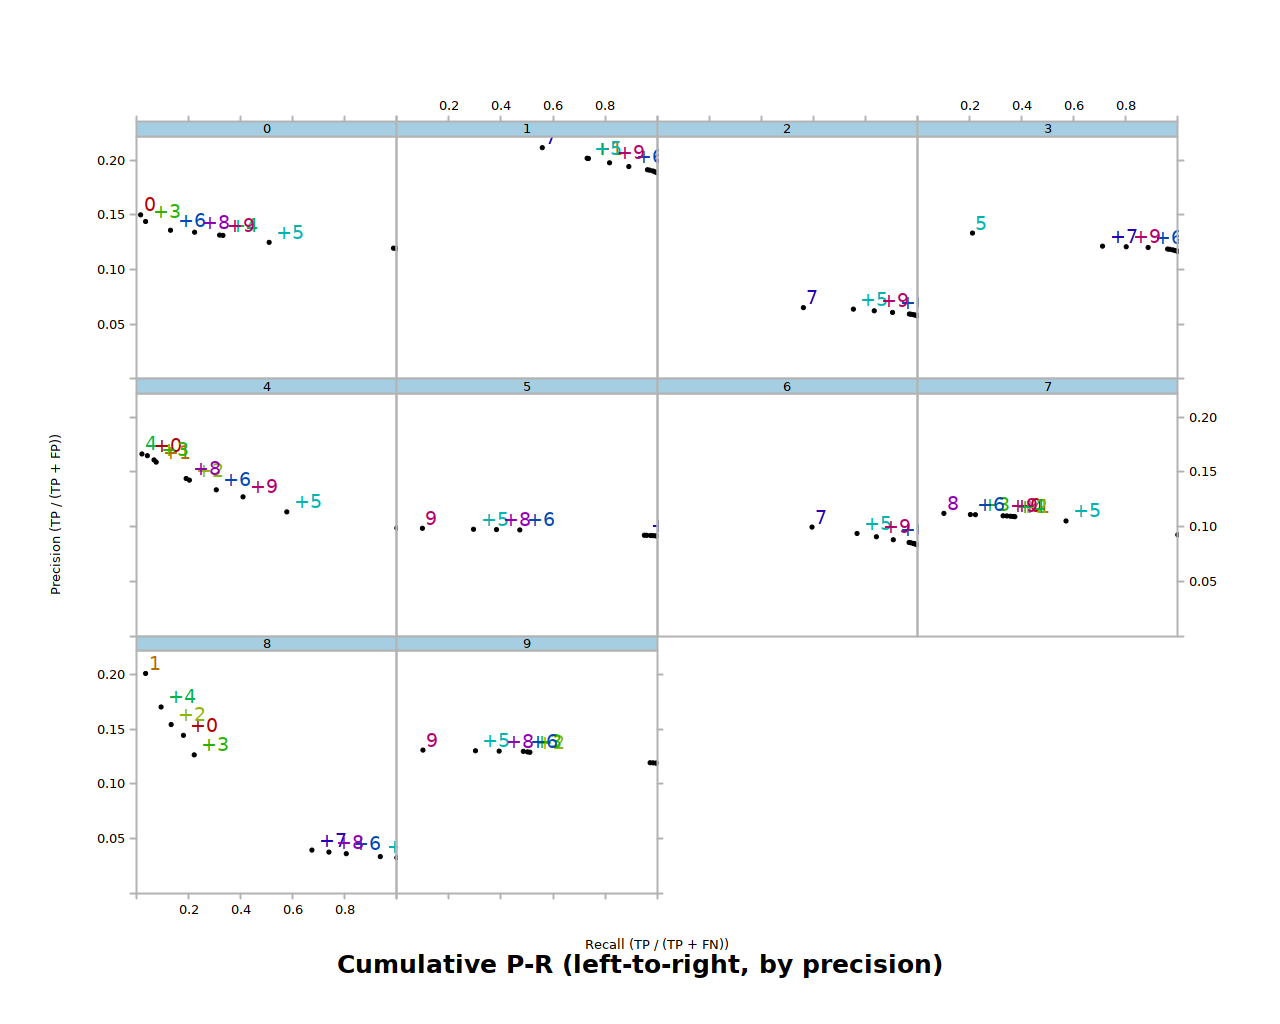 0.2 0.4 0.6 0.8 0.2 0.4 0.6 0.8
0 1 2 3
0.20
0.15
0.10
0.05
0 +3 +6 +8 +9 +5
7 +5 +9 +6
7 +5 +9 +
5 +7 +9 +6
4 5 6 7
4 +0 +3 +8 +2 +6 +9 +5
9 +5 +8 +6
7 +5 +9 +
8 +6 +5
0.20
0.15
0.10
0.05
8 9
0.20
0.15
0.10
0.05
1
+4
+2
+0
+3
+7 +8 +6 +
9 +5 +8 +6
0.2 0.4 0.6 0.8
Precision (TP / (TP + FP))
Recall (TP / (TP + FN))
Cumulative P-R (left-to-right, by precision)